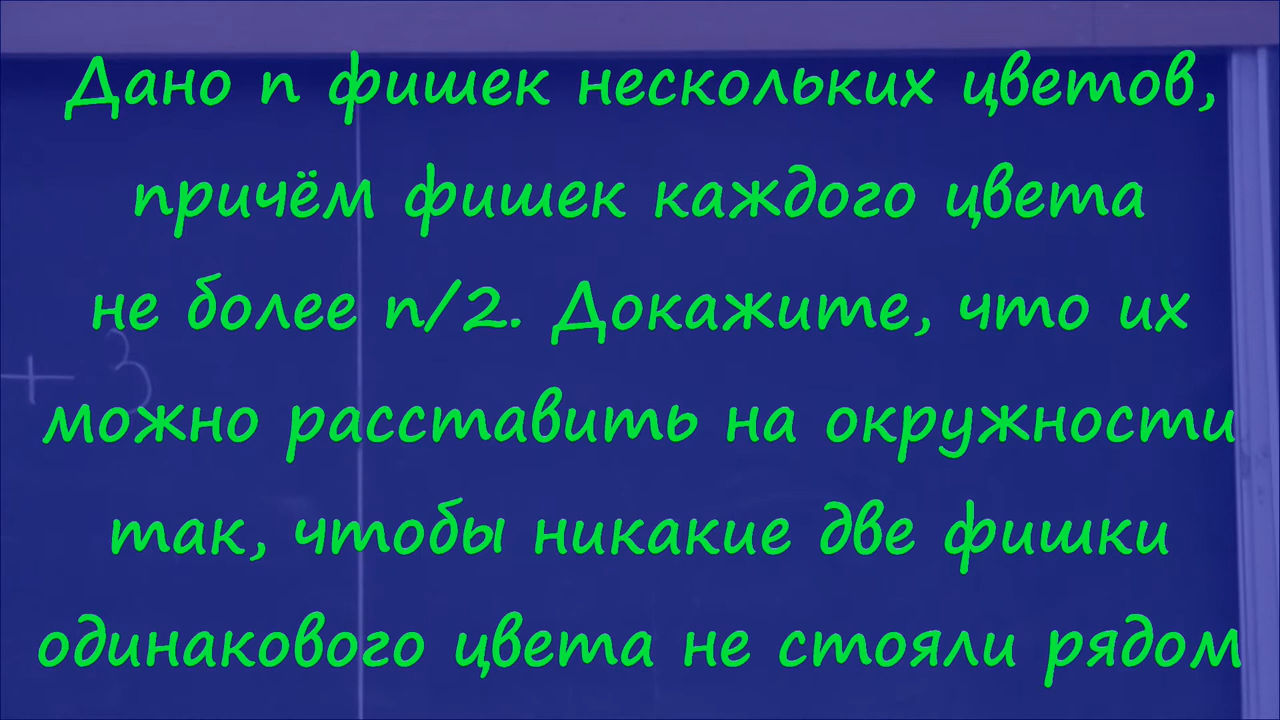 Дано n фишек нескольких цветов,
причём фишек каждого цвета
не более n/2. Докажите, что их
+ 3
можно расставить на окружности
так, чтобы никакие две фишки
одинакового цвета не стояли рядом